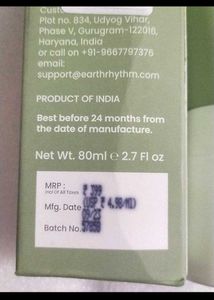 Plot no. 834, Udyog Vihar,
Phase V, Gurugram-122016,
Haryana, India
or call on +91-9667797376
email:
support@earthrhythm.com
PRODUCT OF INDIA
Best before 24 months from
the date of manufacture.
Net Wt. 80ml ℮ 2.7 Fl oz
MRP :
Incl Of All Taxes
Mfg. Date
Batch No.